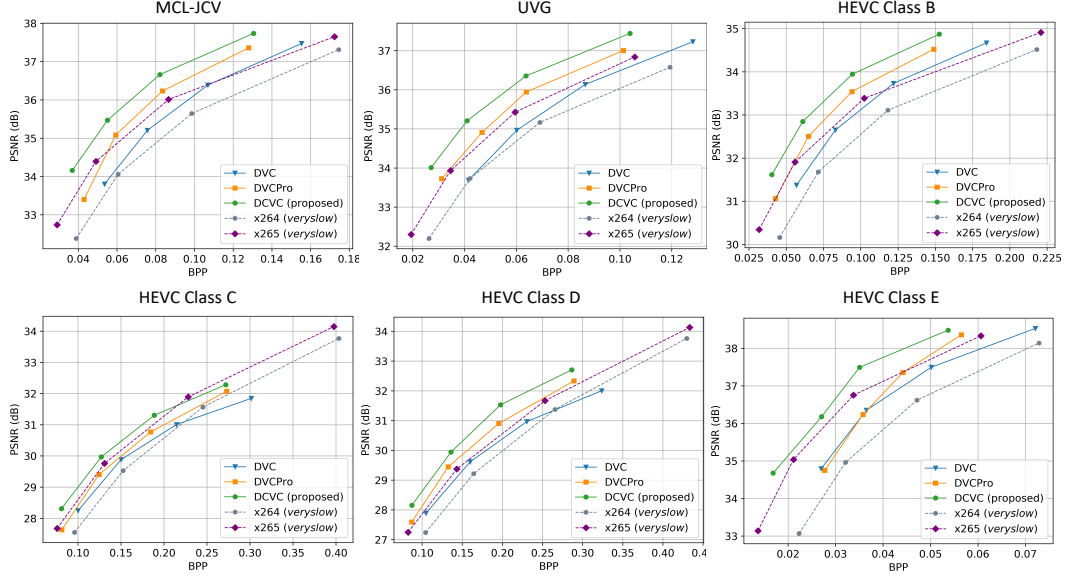 MCL-JCV
38
37
36
35
34
33
PSNR (dB)
0.04 0.06 0.08 0.10 0.12 0.14 0.16 0.18
BPP
DVC
DVCPro
DCVC (proposed)
x264 (veryslow)
x265 (veryslow)
UVG
37
36
35
34
33
32
PSNR (dB)
0.02 0.04 0.06 0.08 0.10 0.12
BPP
DVC
DVCPro
DCVC (proposed)
x264 (veryslow)
x265 (veryslow)
HEVC Class B
35
34
33
32
31
30
PSNR (dB)
0.025 0.050 0.075 0.100 0.125 0.150 0.175 0.200 0.225
BPP
DVC
DVCPro
DCVC (proposed)
x264 (veryslow)
x265 (veryslow)
HEVC Class C
34
33
32
31
30
29
28
PSNR (dB)
0.10 0.15 0.20 0.25 0.30 0.35 0.40
BPP
DVC
DVCPro
DCVC (proposed)
x264 (veryslow)
x265 (veryslow)
HEVC Class D
34
33
32
31
30
29
28
27
PSNR (dB)
0.10 0.15 0.20 0.25 0.30 0.35 0.40
BPP
DVC
DVCPro
DCVC (proposed)
x264 (veryslow)
x265 (veryslow)
HEVC Class E
38
37
36
35
34
33
PSNR (dB)
0.02 0.03 0.04 0.05 0.06 0.07
BPP
DVC
DVCPro
DCVC (proposed)
x264 (veryslow)
x265 (veryslow)